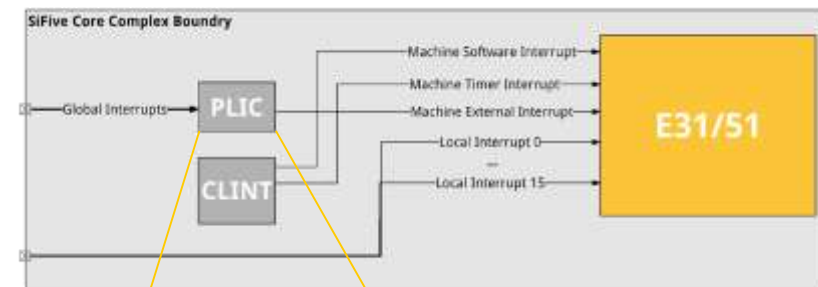 SiFive Core Complex Boundry
Machine Software Interrupt
Machine Timer Interrupt
Global Interrupts
PLIC
Machine External Interrupt
E31/51
Local Interrupt 0
...
CLINT
Local Interrupt 15